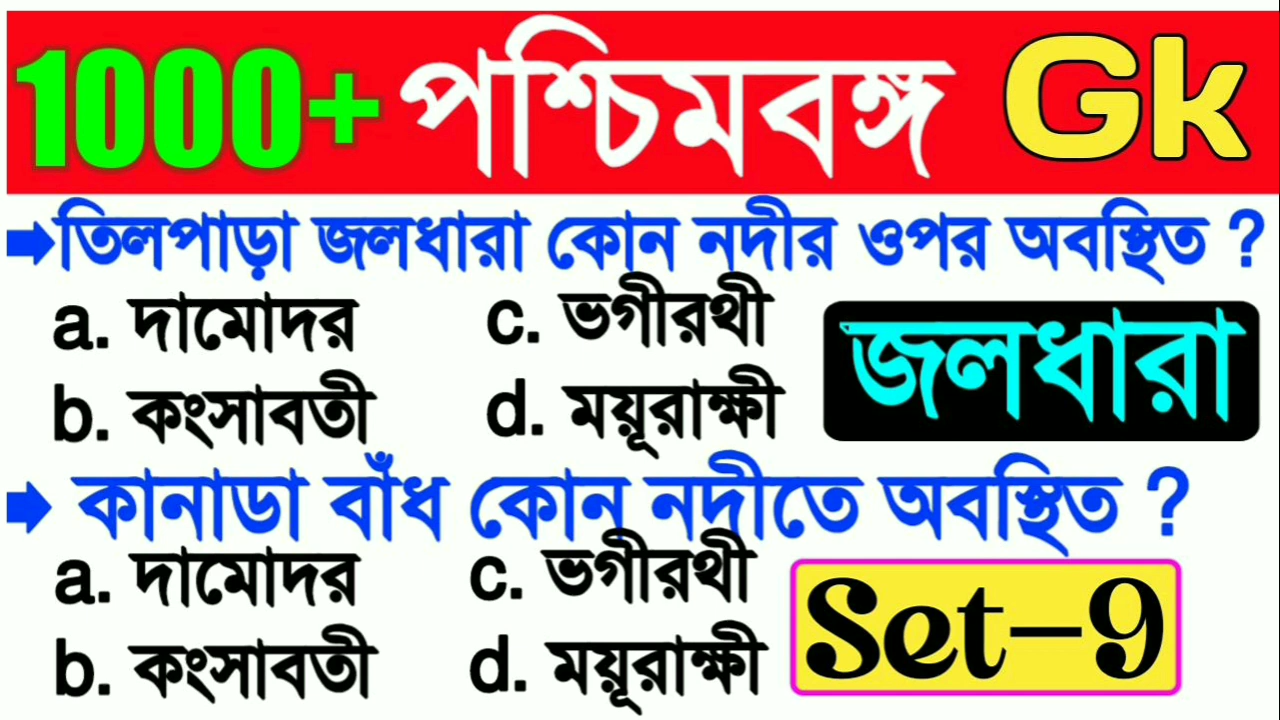 1000+ পশ্চিমবঙ্গ Gk
➡তিলপাড়া জলধারা কোন নদীর ওপর অবস্থিত ?
a. দামোদর c. ভগীরথী
b. কংসাবতী d. ময়ূরাক্ষী
জলধারা
➡ কানাডা বাঁধ কোন নদীতে অবস্থিত ?
a. দামোদর c. ভগীরথী
b. কংসাবতী d. ময়ূরাক্ষী
Set-9